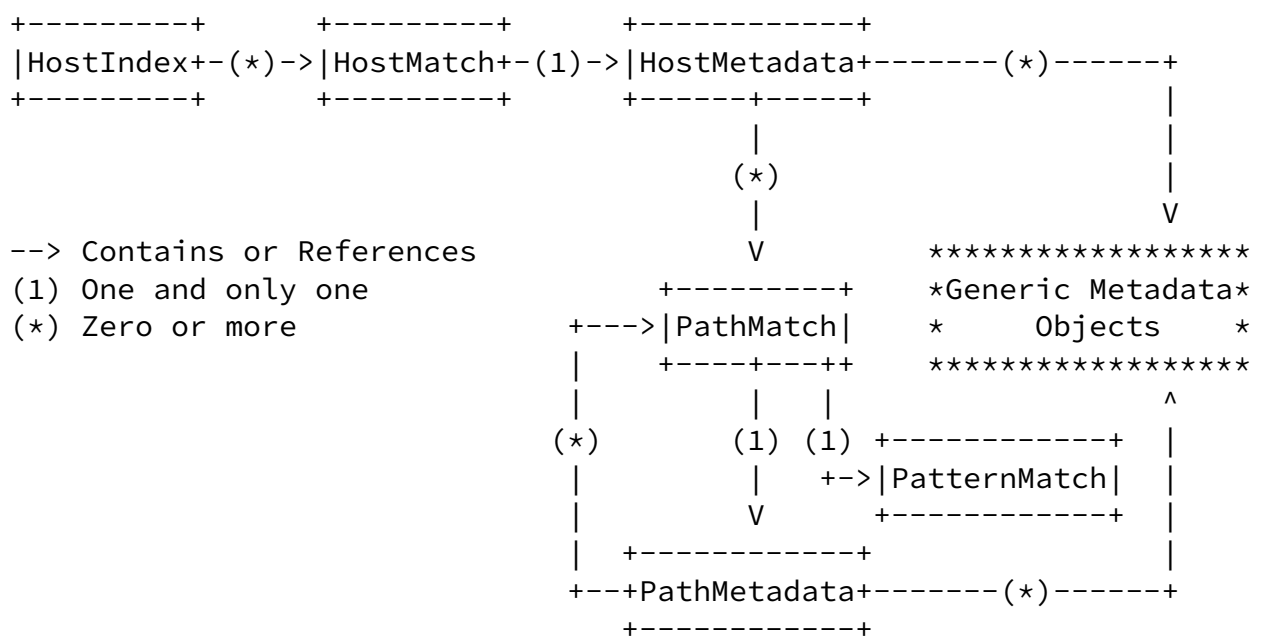 +---------+      +---------+      +------------+
|HostIndex+-(*)->|HostMatch+-(1)->|HostMetadata+-------(*)------+
+---------+      +---------+      +------+-----+                |
                                         |                      |
                                        (*)                     |
                                         |                      V
--> Contains or References               V         ******************
(1) One and only one                +---------+    *Generic Metadata*
(*) Zero or more               +--->|PathMatch|    *     Objects    *
                               |    +----+---++    ******************
                               |         |   |                  ^
                              (*)       (1) (1) +------------+  |
                               |         |   +->|PatternMatch|  |
                               |         V      +------------+  |
                               |  +------------+                |
                               +--+PathMetadata+-------(*)------+
                                  +------------+